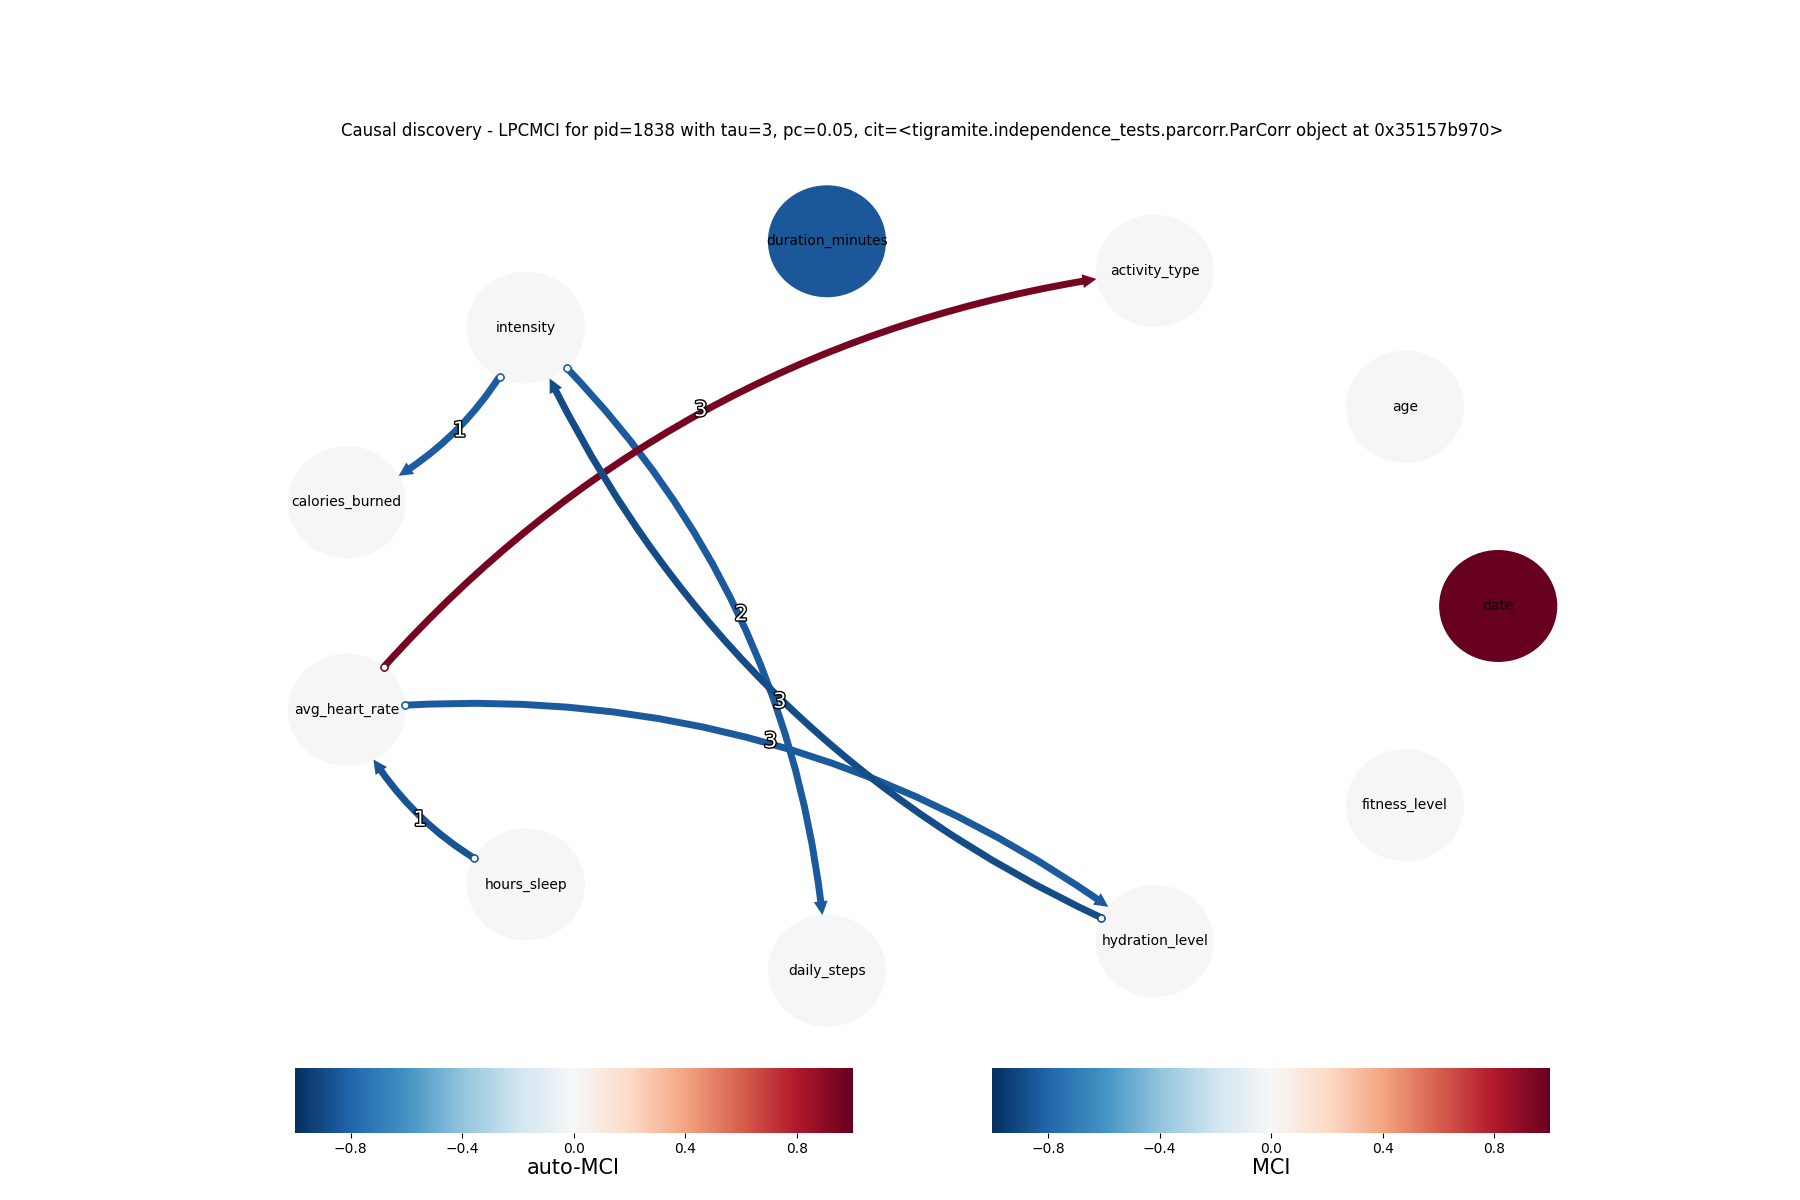 Causal discovery - LPCMCI for pid=1838 with tau=3, pc=0.05, cit=<tigramite.independence_tests.parcorr.ParCorr object at 0x35157b970>
duration_minutes
activity_type
intensity
age
3
1
calories_burned
date
2
3
avg_heart_rate
3
fitness_level
1
hours_sleep
hydration_level
daily_steps
−0.8 −0.4 0.0 0.4 0.8
auto-MCI
−0.8 −0.4 0.0 0.4 0.8
MCI